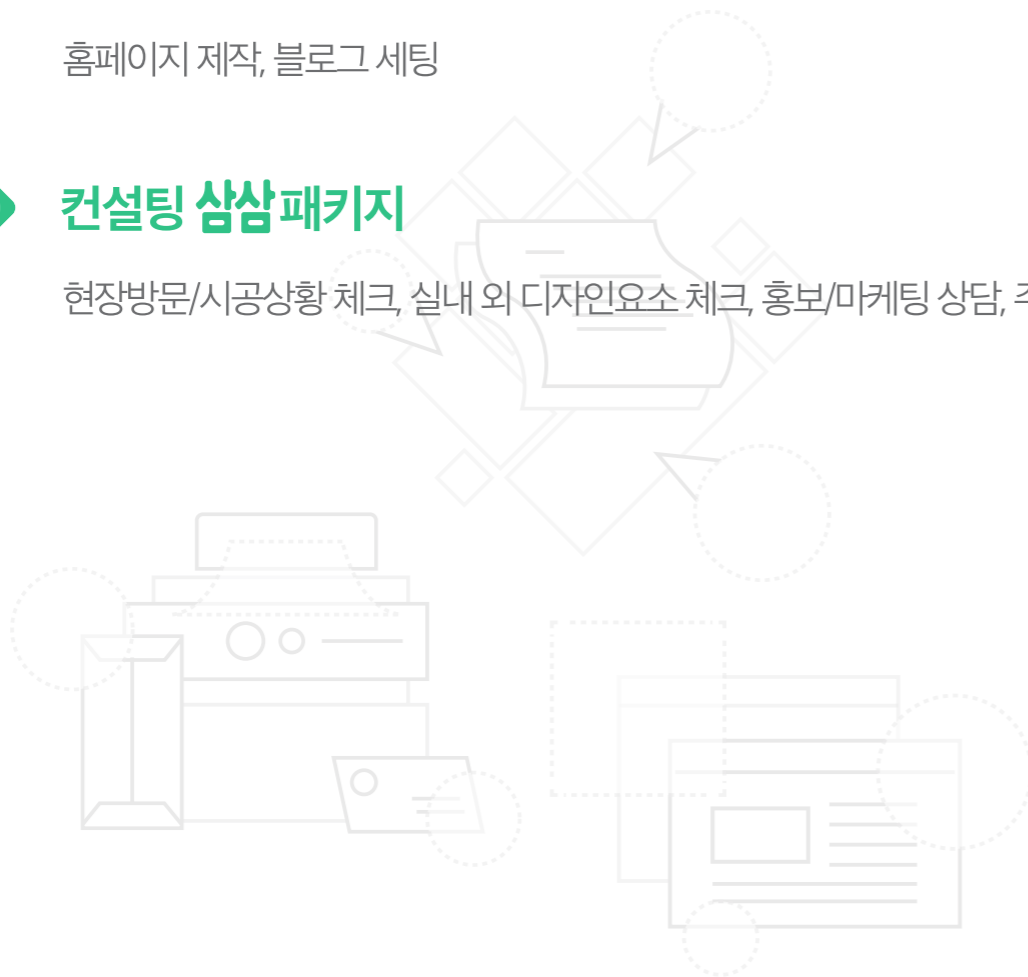 홈페이지 제작, 블로그 세팅
컨설팅 삼삼 패키지
현장방문/시공상황 체크, 실내 외 디자인요소 체크, 홍보/마케팅 상담,